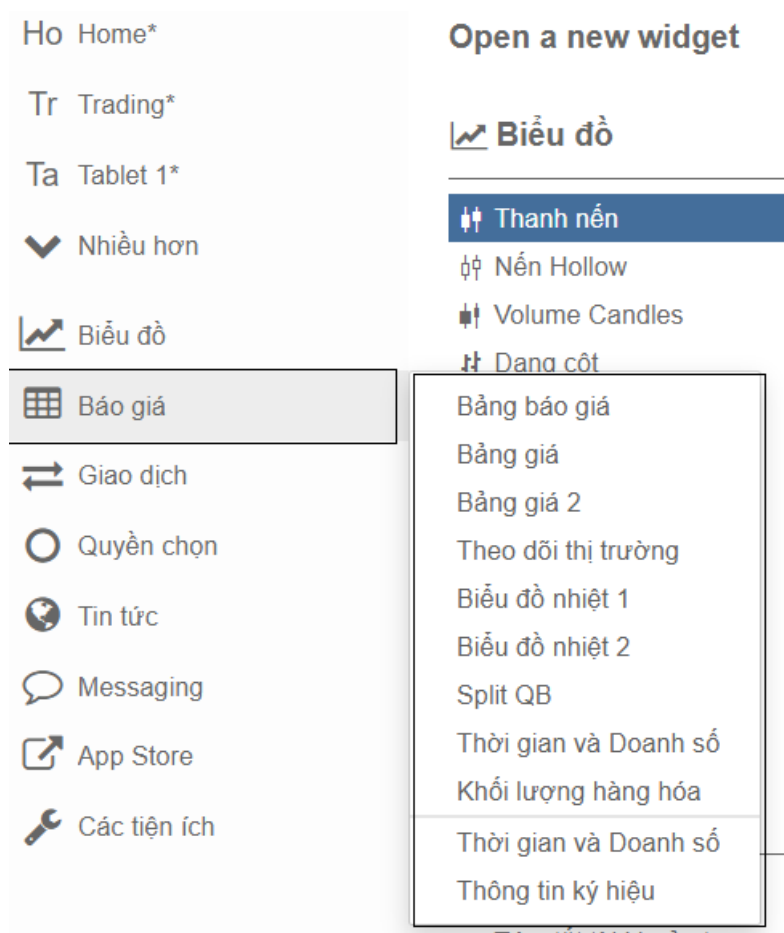 Ho Home*
Tr Trading*
Ta Tablet 1*
Nhiều hơn
Biểu đồ
Báo giá
Giao dịch
Quyền chọn
Tin tức
Messaging
App Store
Các tiện ích
Open a new widget
Biểu đồ
Thanh nến
Nến Hollow
Volume Candles
Dạng cột
Bảng báo giá
Bảng giá
Bảng giá 2
Theo dõi thị trường
Biểu đồ nhiệt 1
Biểu đồ nhiệt 2
Split QB
Thời gian và Doanh số
Khối lượng hàng hóa
Thời gian và Doanh số
Thông tin ký hiệu